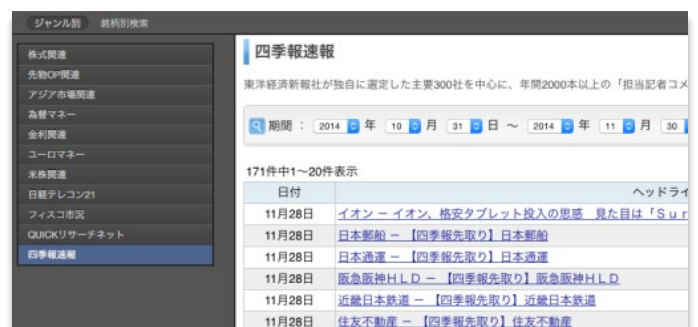 ジャンル別 銘柄別検索
株式関連
先物OP関連
アジア市場関連
為替マネー
金利関連
ユーロマネー
米株関連
日経テレコン21
フィスコ市況
QUICKリサーチネット
四季報速報
四季報速報
東洋経済新報社が独自に選定した主要300社を中心に、年間2000本以上の「担当記者コメ
期間 : 2014 年 10 月 31 日 ～ 2014 年 11 月 30
171件中1～20件表示
日付 ヘッドライ
11月28日 イオン － イオン、格安タブレット投入の思惑 見た目は「Ｓｕｒ
11月28日 日本郵船 － 【四季報先取り】日本郵船
11月28日 日本通運 － 【四季報先取り】日本通運
11月28日 阪急阪神ＨＬＤ － 【四季報先取り】阪急阪神ＨＬＤ
11月28日 近畿日本鉄道 － 【四季報先取り】近畿日本鉄道
11月28日 住友不動産 － 【四季報先取り】住友不動産